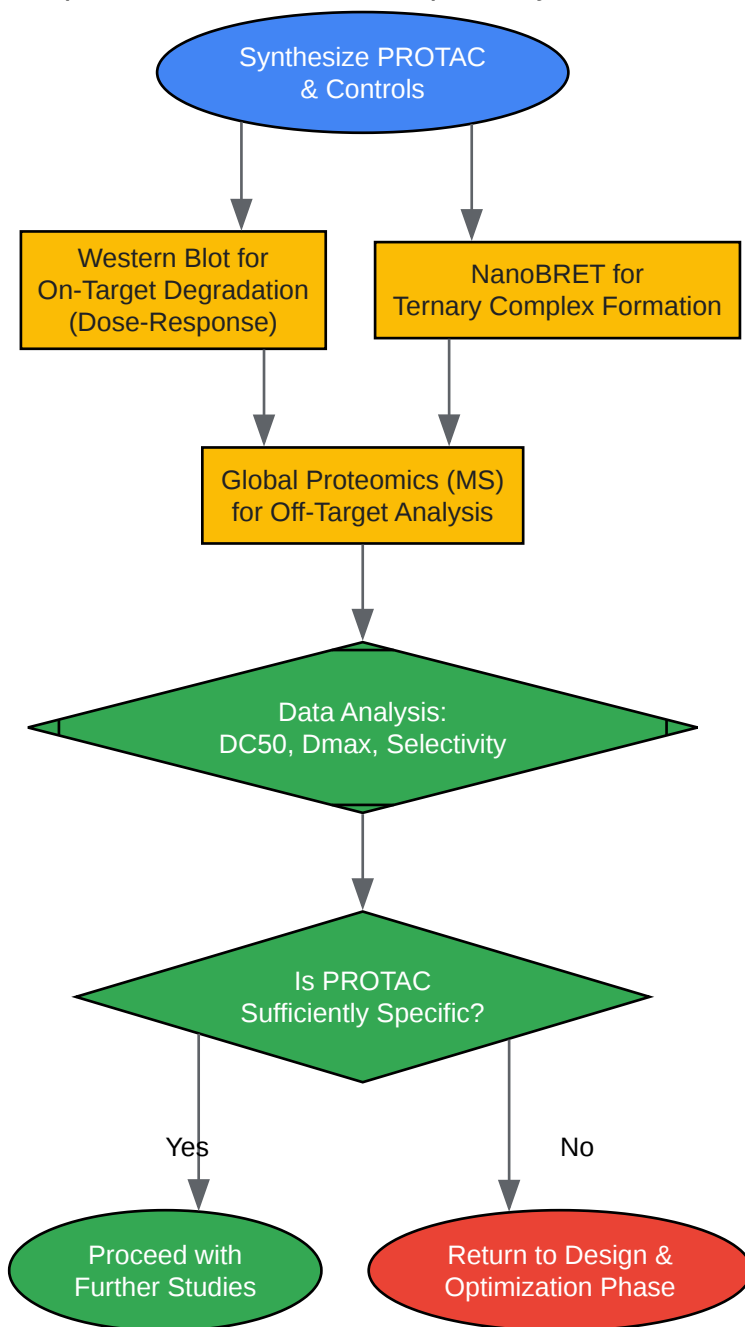 Synthesize PROTAC
& Controls
Western Blot for
On-Target Degradation
(Dose-Response)
NanoBRET for
Ternary Complex Formation
Global Proteomics (MS)
for Off-Target Analysis
Data Analysis:
DC50, Dmax, Selectivity
Is PROTAC
Sufficiently Specific?
Yes
No
Proceed with
Further Studies
Return to Design &
Optimization Phase